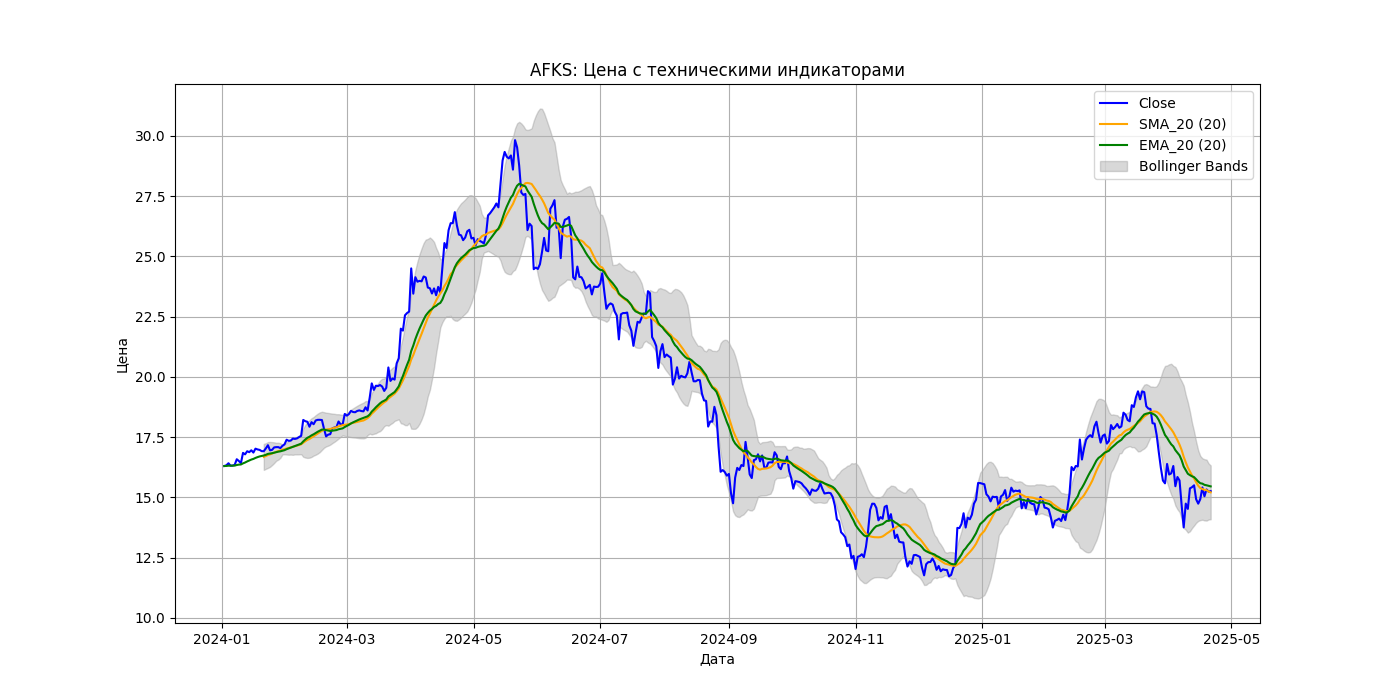 AFKS: Цена с техническими индикаторами
Close
SMA_20 (20)
EMA_20 (20)
Bollinger Bands
Цена
30.0
27.5
25.0
22.5
20.0
17.5
15.0
12.5
10.0
2024-01
2024-03
2024-05
2024-07
2024-09
2024-11
2025-01
2025-03
2025-05
Дата